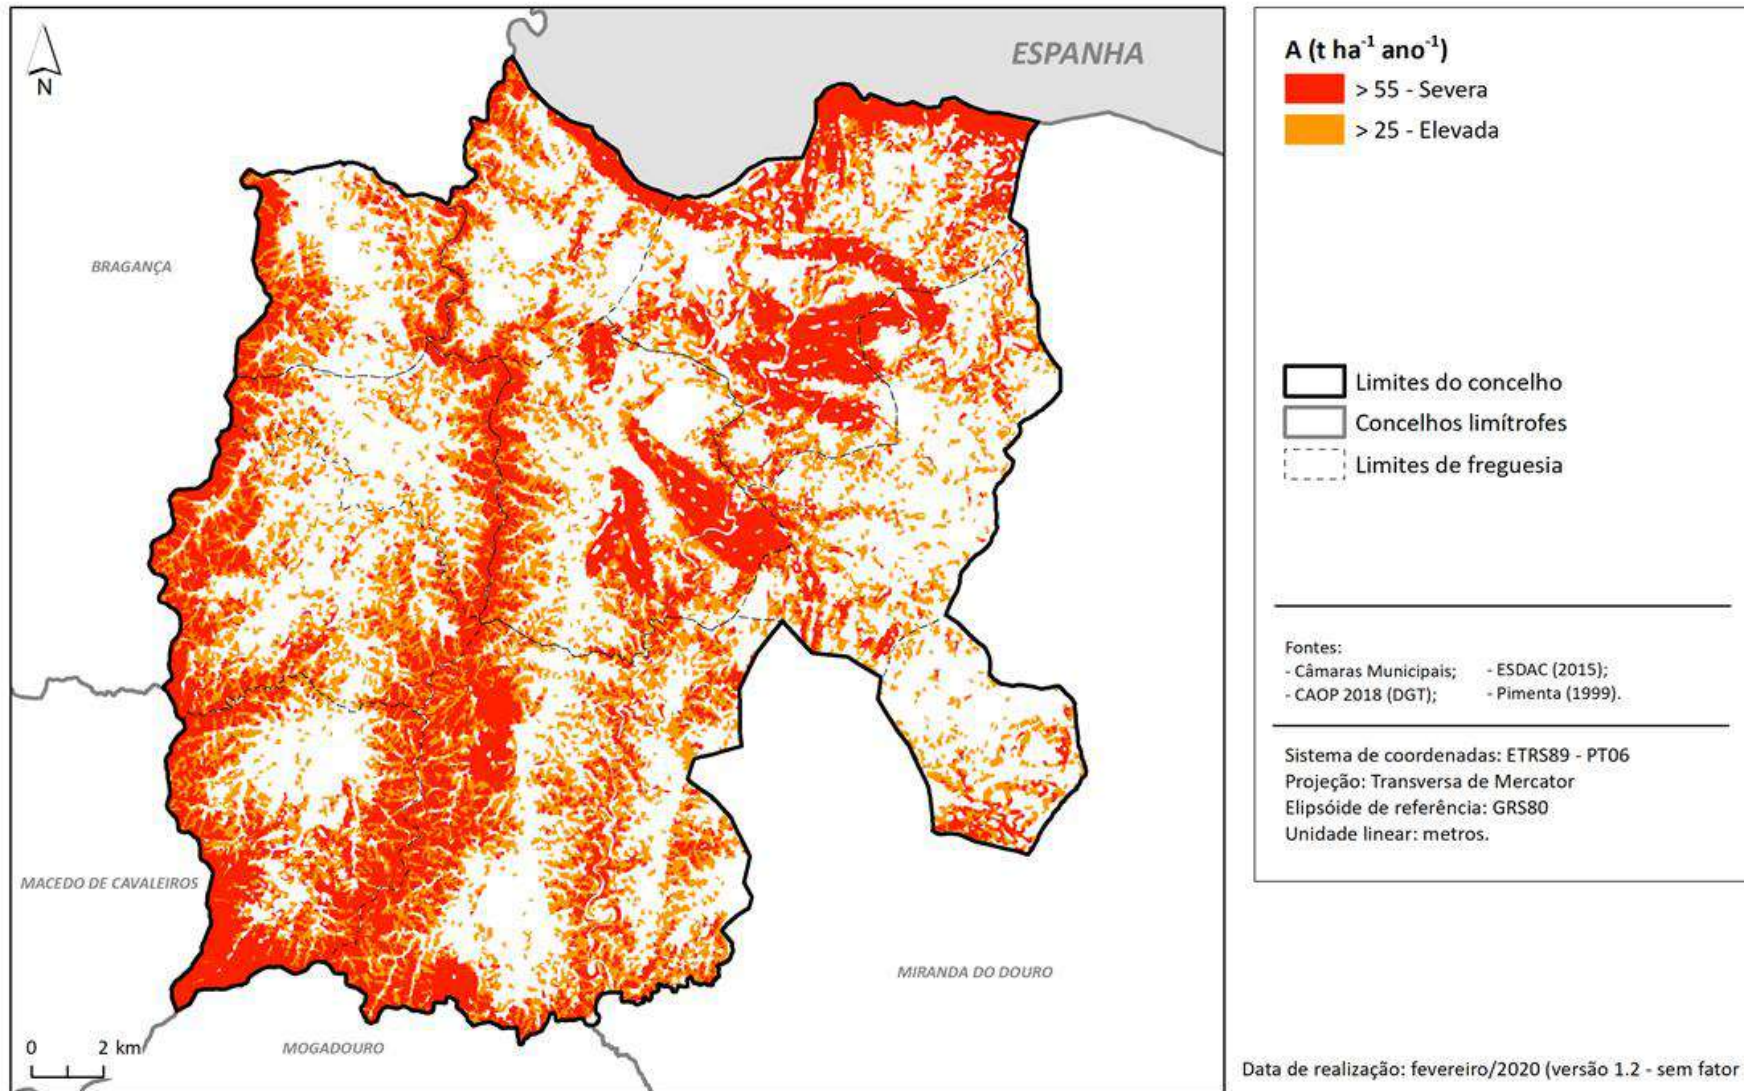 N
ESPANHA
BRAGANÇA
MACEDO DE CAVALEIROS
MIRANDA DO DOURO
MOGADOURO
0 2 km
A (t ha⁻¹ ano⁻¹)
> 55 - Severa
> 25 - Elevada
Limites do concelho
Concelhos limítrofes
Limites de freguesia
Fontes:
- Câmaras Municipais; - ESDAC (2015);
- CAOP 2018 (DGT); - Pimenta (1999).
Sistema de coordenadas: ETRS89 - PT06
Projeção: Transversa de Mercator
Elipsóide de referência: GRS80
Unidade linear: metros.
Data de realização: fevereiro/2020 (versão 1.2 - sem fator